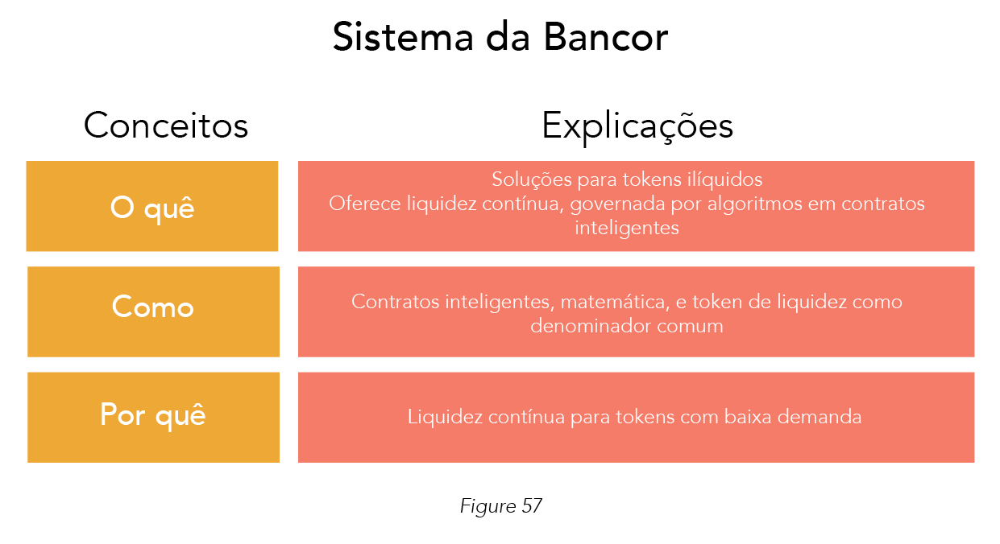 Sistema da Bancor
Conceitos
Explicações
O quê
Soluções para tokens ilíquidos
Oferece liquidez contínua, governada por algoritmos em contratos
inteligentes
Como
Contratos inteligentes, matemática, e token de liquidez como
denominador comum
Por quê
Liquidez contínua para tokens com baixa demanda
Figure 57